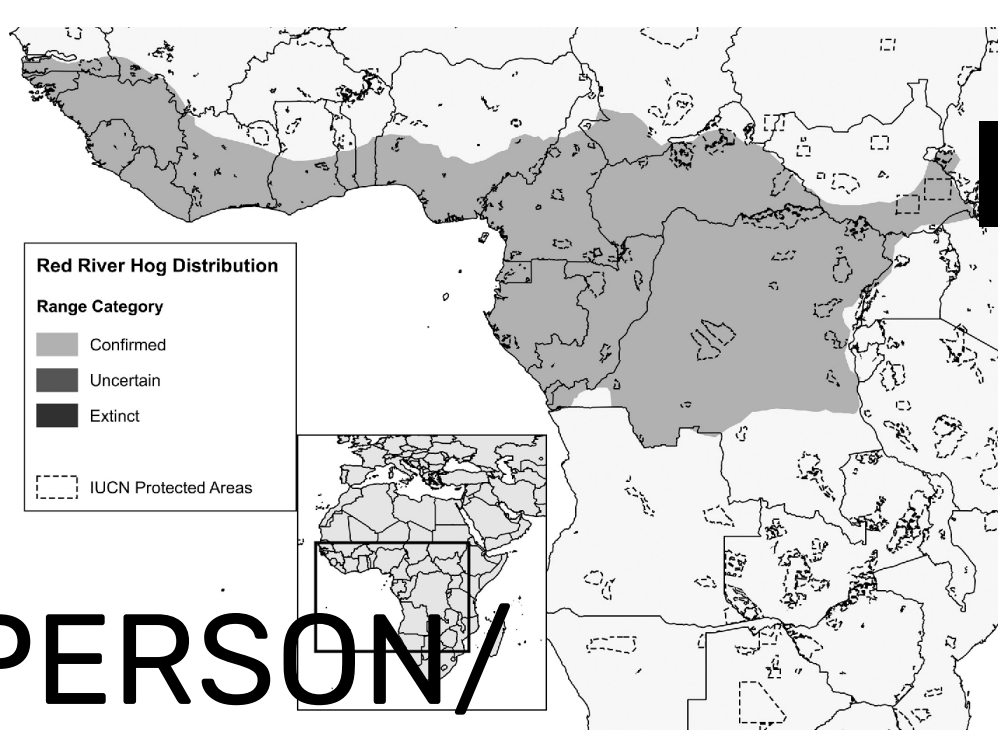 Red River Hog Distribution
Range Category
Confirmed
Uncertain
Extinct
IUCN Protected Areas
PERSON/